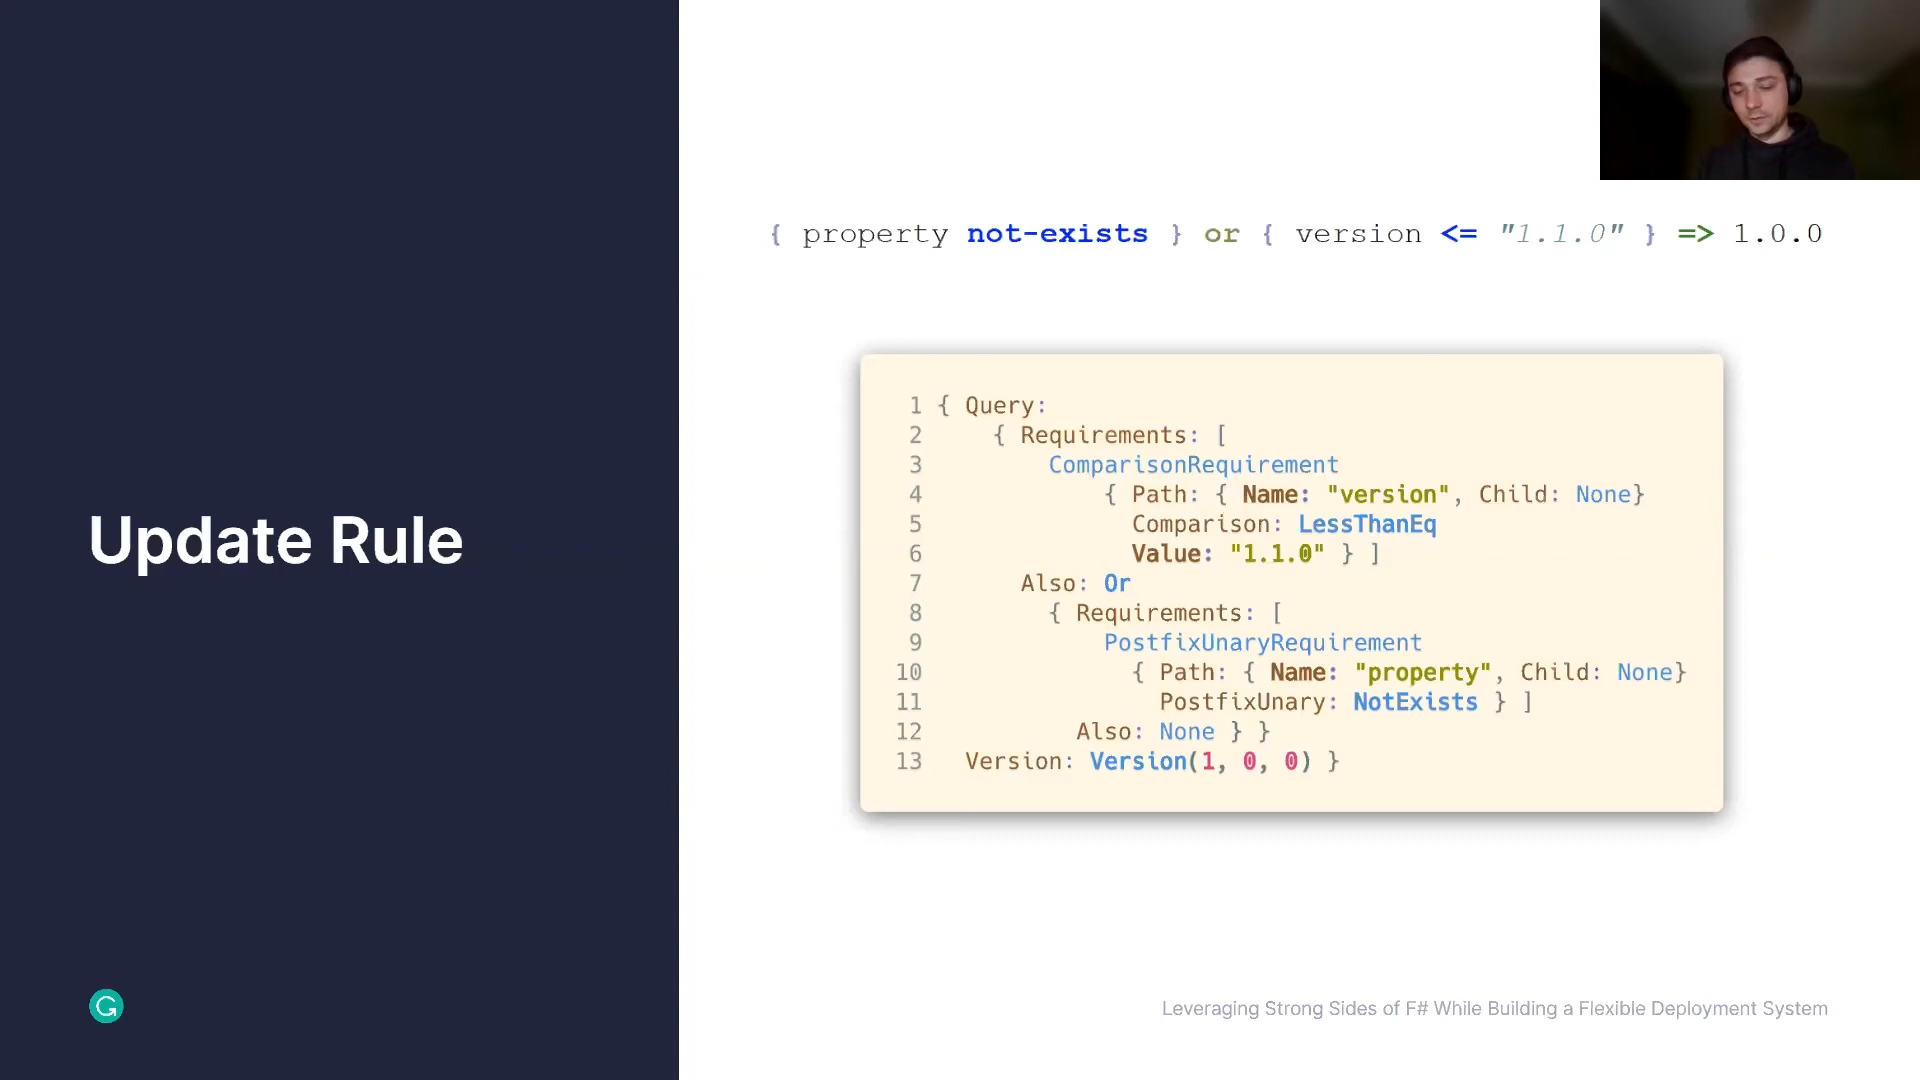 { property not-exists } or { version <= "1.1.0" } => 1.0.0
Update Rule
1 { Query:
2     { Requirements: [
3         ComparisonRequirement
4             { Path: { Name: "version", Child: None}
5               Comparison: LessThanEq
6               Value: "1.1.0" } ]
7       Also: Or
8         { Requirements: [
9             PostfixUnaryRequirement
10               { Path: { Name: "property", Child: None}
11                 PostfixUnary: NotExists } ]
12           Also: None } }
13   Version: Version(1, 0, 0) }
G
Leveraging Strong Sides of F# While Building a Flexible Deployment System